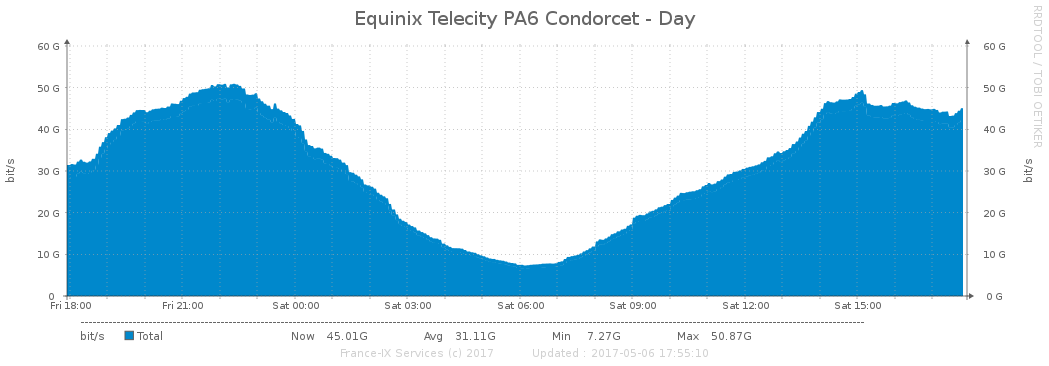 Equinix Telecity PA6 Condorcet - Day
RRDTOOL / TOBI OETIKER
60 G 60 G
50 G 50 G
40 G 40 G
30 G 30 G
20 G 20 G
10 G 10 G
0 0 G
bit/s
bit/s
Fri 18:00 Fri 21:00 Sat 00:00 Sat 03:00 Sat 06:00 Sat 09:00 Sat 12:00 Sat 15:00
bit/s Total Now 45.01G Avg 31.11G Min 7.27G Max 50.87G
France-IX Services (c) 2017 Updated : 2017-05-06 17:55:10